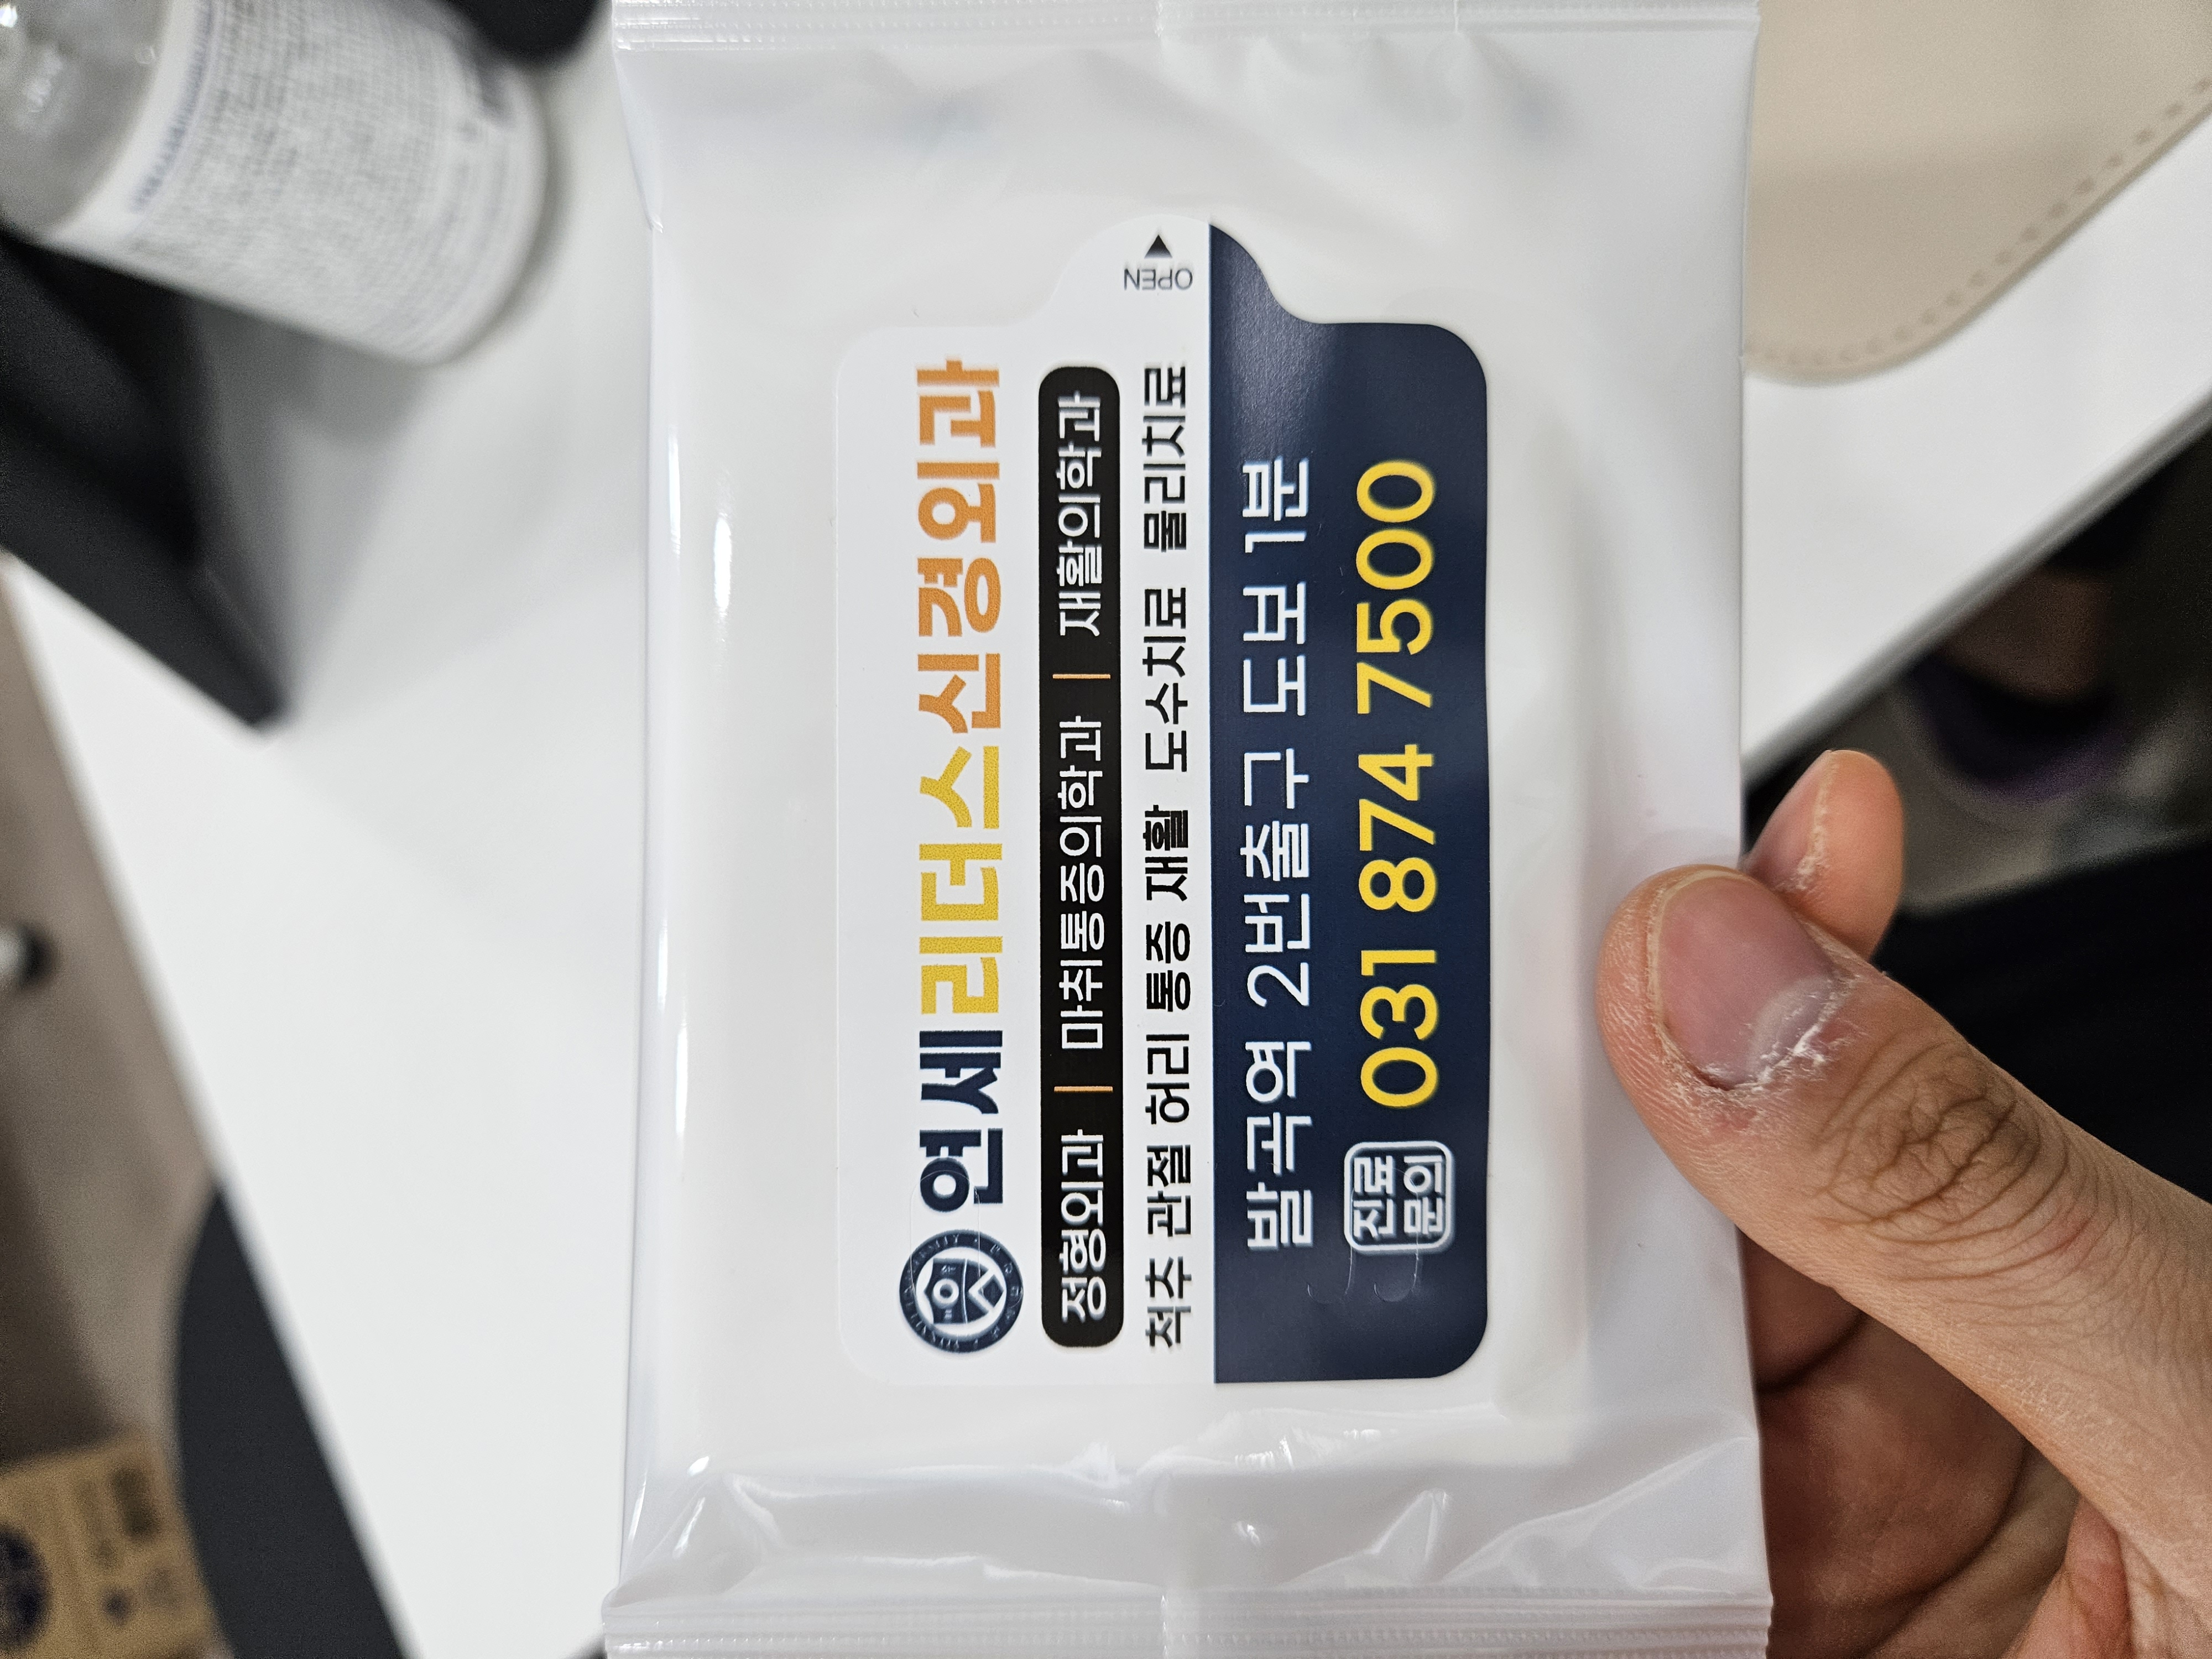 연세리더스신경외과
정형외과 | 마취통증의학과 | 재활의학과
척추 관절 허리 통증 재활 도수치료 물리치료
OPEN
발곡역 2번출구 도보 1분
진료
문의
031 874 7500